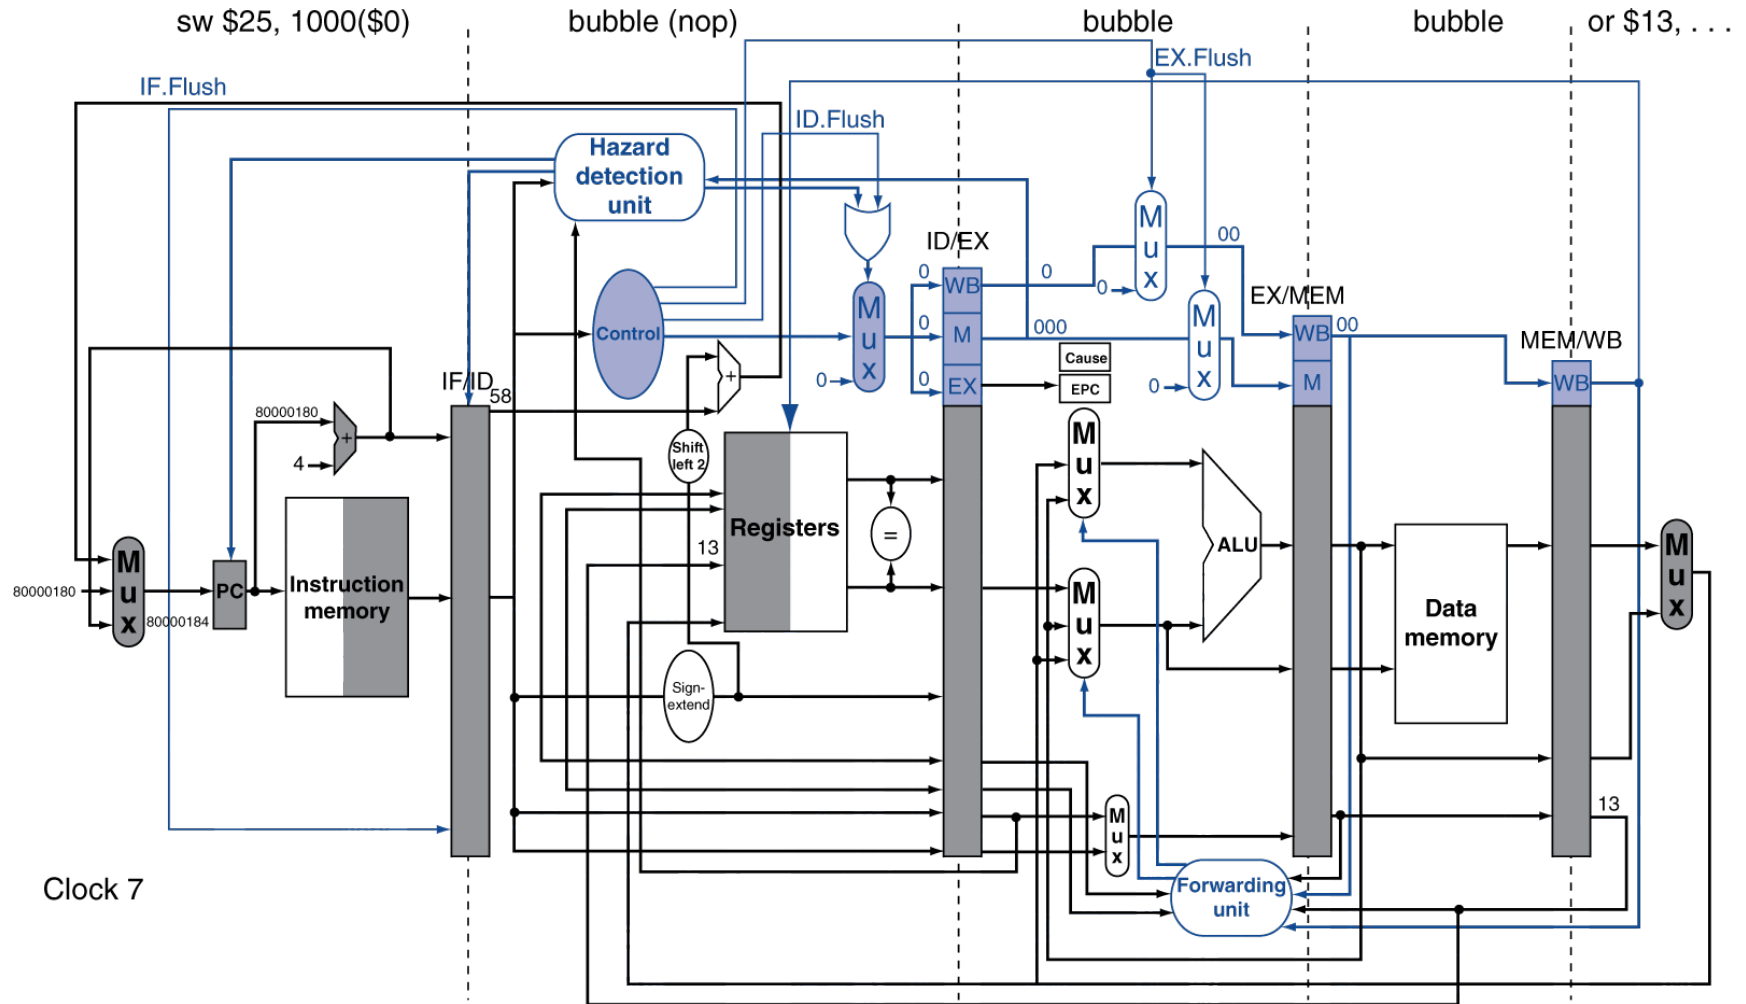 sw $25, 1000($0)
bubble (nop)
bubble
bubble
or $13, . . .
IF.Flush
EX.Flush
ID.Flush
Hazard
detection
unit
M
u
x
00
ID/EX
0
WB
0
0
M
u
x
Control
0
M
000
M
u
x
EX/MEM
WB
00
MEM/WB
Cause
0
0
EX
EPC
0
M
WB
IF/ID
58
+
80000180
+
4
Shift
left 2
M
u
x
M
u
x
80000180
80000184
PC
Instruction
memory
13
Registers
=
ALU
M
u
x
Data
memory
M
u
x
Sign-
extend
M
u
x
13
Clock 7
Forwarding
unit